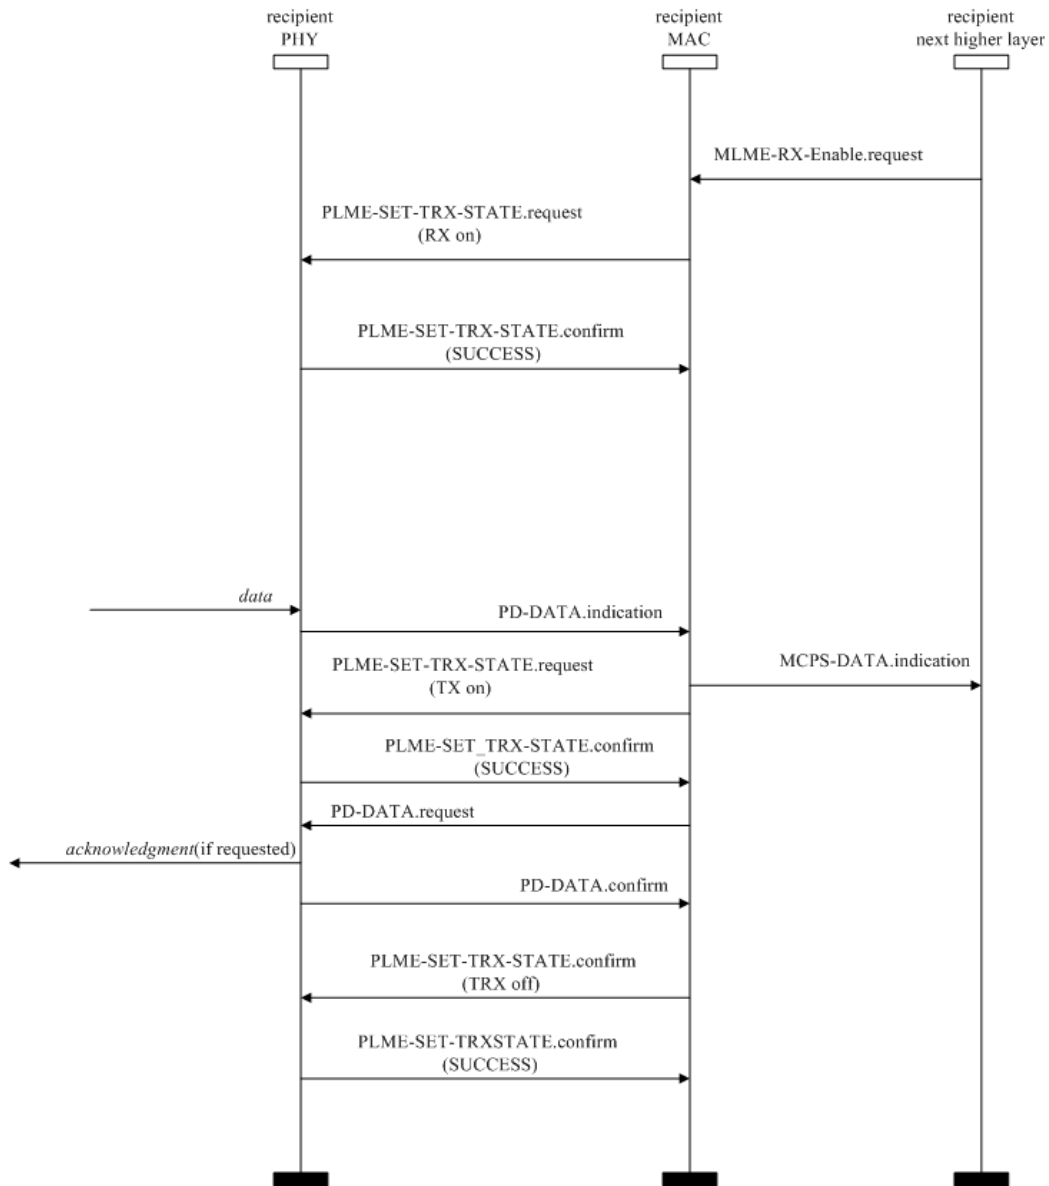 recipient
PHY
recipient
MAC
recipient
next higher layer
MLME-RX-Enable.request
PLME-SET-TRX-STATE.request
(RX on)
PLME-SET-TRX-STATE.confirm
(SUCCESS)
data
PD-DATA.indication
MCPS-DATA.indication
PLME-SET-TRX-STATE.request
(TX on)
PLME-SET_TRX-STATE.confirm
(SUCCESS)
PD-DATA.request
acknowledgment(if requested)
PD-DATA.confirm
PLME-SET-TRX-STATE.confirm
(TRX off)
PLME-SET-TRXSTATE.confirm
(SUCCESS)